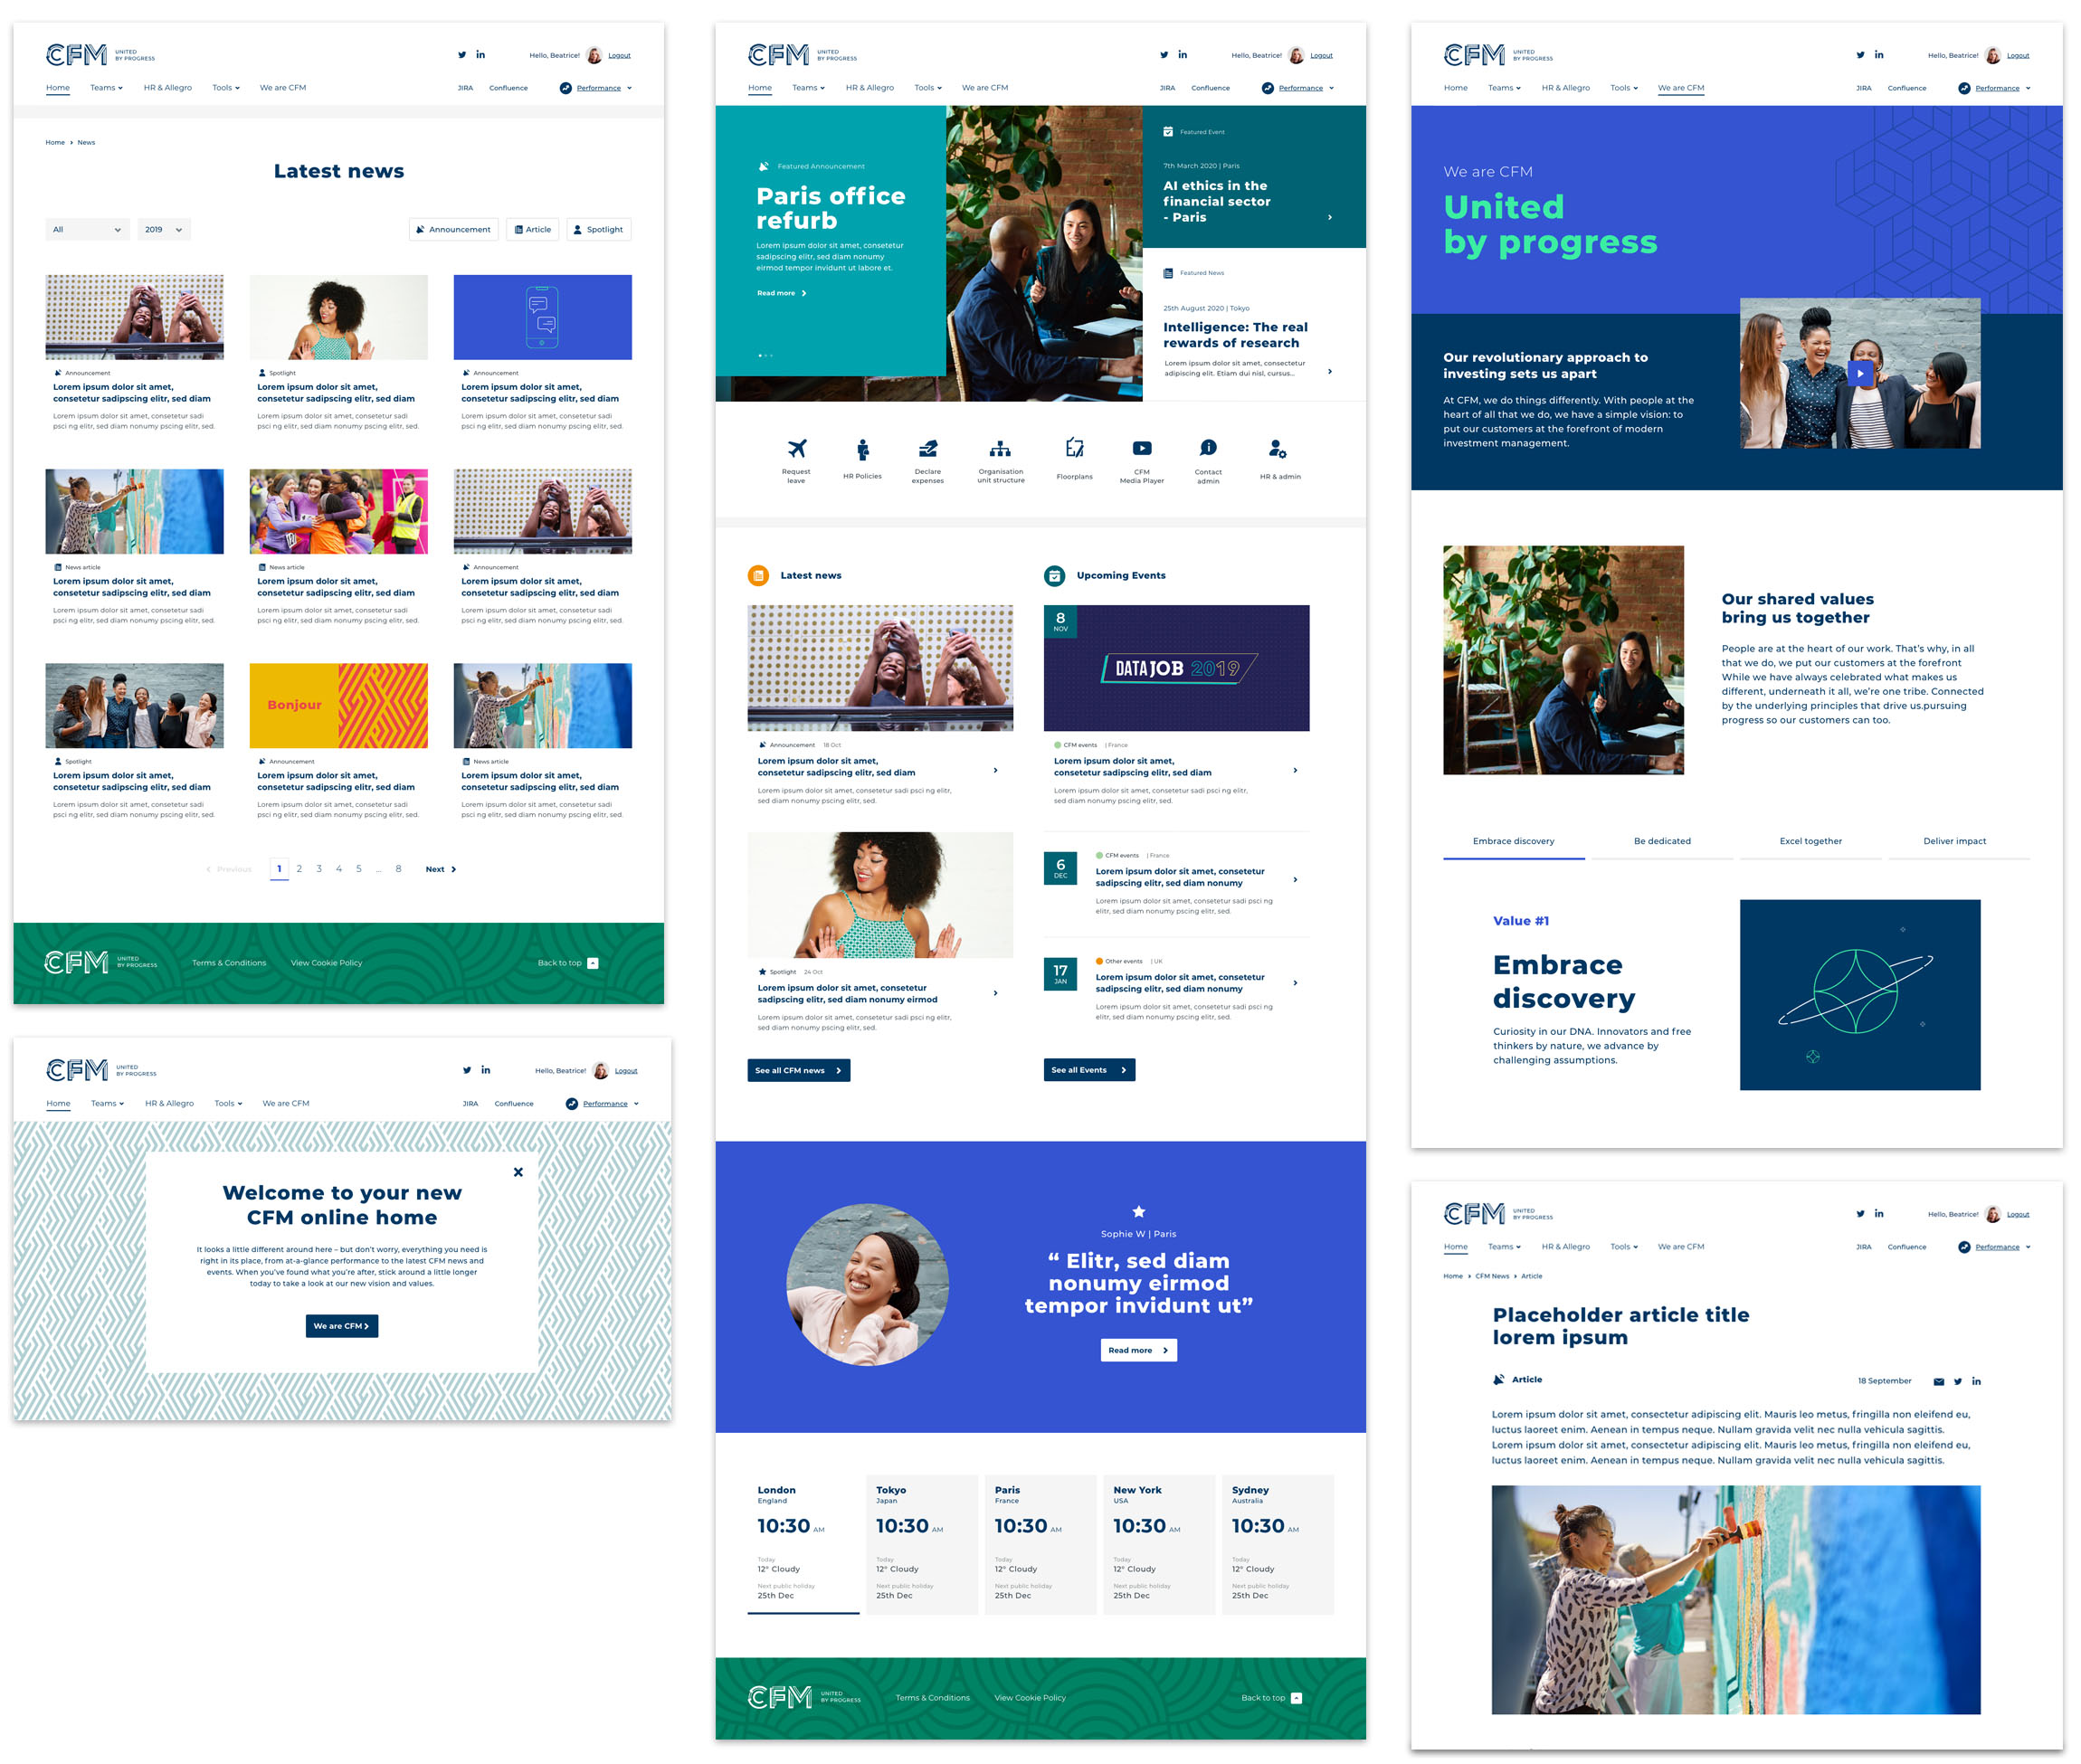 CFM
UNITED
BY PROGRESS
Hello, Beatrice!
Logout
Home
Teams
HR & Allegro
Tools
We are CFM
JIRA
Confluence
Performance
Home
News
Latest news
All
2019
Announcement
Article
Spotlight
Announcement
Lorem ipsum dolor sit amet,
consetetur sadipscing elitr, sed diam
Lorem ipsum dolor sit amet, consetetur sadi
psci ng elitr, sed diam nonumy pscing elitr, sed.
Spotlight
Lorem ipsum dolor sit amet,
consetetur sadipscing elitr, sed diam
Lorem ipsum dolor sit amet, consetetur sadi
psci ng elitr, sed diam nonumy pscing elitr, sed.
Announcement
Lorem ipsum dolor sit amet,
consetetur sadipscing elitr, sed diam
Lorem ipsum dolor sit amet, consetetur sadi
psci ng elitr, sed diam nonumy pscing elitr, sed.
News article
Lorem ipsum dolor sit amet,
consetetur sadipscing elitr, sed diam
Lorem ipsum dolor sit amet, consetetur sadi
psci ng elitr, sed diam nonumy pscing elitr, sed.
News article
Lorem ipsum dolor sit amet,
consetetur sadipscing elitr, sed diam
Lorem ipsum dolor sit amet, consetetur sadi
psci ng elitr, sed diam nonumy pscing elitr, sed.
Announcement
Lorem ipsum dolor sit amet,
consetetur sadipscing elitr, sed diam
Lorem ipsum dolor sit amet, consetetur sadi
psci ng elitr, sed diam nonumy pscing elitr, sed.
Spotlight
Lorem ipsum dolor sit amet,
consetetur sadipscing elitr, sed diam
Lorem ipsum dolor sit amet, consetetur sadi
psci ng elitr, sed diam nonumy pscing elitr, sed.
Bonjour
Announcement
Lorem ipsum dolor sit amet,
consetetur sadipscing elitr, sed diam
Lorem ipsum dolor sit amet, consetetur sadi
psci ng elitr, sed diam nonumy pscing elitr, sed.
News article
Lorem ipsum dolor sit amet,
consetetur sadipscing elitr, sed diam
Lorem ipsum dolor sit amet, consetetur sadi
psci ng elitr, sed diam nonumy pscing elitr, sed.
Previous 1 2 3 4 5 ... 8 Next
CFM
UNITED
BY PROGRESS
Terms & Conditions
View Cookie Policy
Back to top
CFM
UNITED
BY PROGRESS
Hello, Beatrice!
Logout
Home
Teams
HR & Allegro
Tools
We are CFM
JIRA
Confluence
Performance
Welcome to your new
CFM online home
It looks a little different around here – but don't worry, everything you need is
right in its place, from at-a-glance performance to the latest CFM news and
events. When you've found what you're after, stick around a little longer
today to take a look at our new vision and values.
We are CFM
CFM
UNITED
BY PROGRESS
Hello, Beatrice!
Logout
Home
Teams
HR & Allegro
Tools
We are CFM
JIRA
Confluence
Performance
Featured Announcement
Paris office
refurb
Lorem ipsum dolor sit amet, consetetur
sadipscing elitr, sed diam nonumy
eirmod tempor invidunt ut labore et.
Read more
Featured Event
7th March 2020 | Paris
AI ethics in the
financial sector
- Paris
Featured News
25th August 2020 | Tokyo
Intelligence: The real
rewards of research
Lorem ipsum dolor sit amet, consectetur
adipiscing elit. Etiam dui nisl, cursus...
Request
leave
HR Policies
Declare
expenses
Organisation
unit structure
Floorplans
CFM
Media Player
Contact
admin
HR & admin
Latest news
Announcement 18 Oct
Lorem ipsum dolor sit amet,
consetetur sadipscing elitr, sed diam
Lorem ipsum dolor sit amet, consetetur sadi psci ng elitr,
sed diam nonumy pscing elitr, sed.
Spotlight 24 Oct
Lorem ipsum dolor sit amet, consetetur
sadipscing elitr, sed diam nonumy eirmod
Lorem ipsum dolor sit amet, consetetur sadi psci ng elitr,
sed diam nonumy pscing elitr, sed.
See all CFM news
Upcoming Events
8
NOV
DATAJOB 2019
CFM events | France
Lorem ipsum dolor sit amet,
consetetur sadipscing elitr, sed diam
Lorem ipsum dolor sit amet, consetetur sadi psci ng elitr,
sed diam nonumy pscing elitr, sed.
6
DEC
CFM events | France
Lorem ipsum dolor sit amet, consetetur
sadipscing elitr, sed diam nonumy
Lorem ipsum dolor sit amet, consetetur sadi psci ng
elitr, sed diam nonumy pscing elitr, sed.
17
JAN
Other events | UK
Lorem ipsum dolor sit amet, consetetur
sadipscing elitr, sed diam nonumy
Lorem ipsum dolor sit amet, consetetur sadi psci ng
elitr, sed diam nonumy pscing elitr, sed.
See all Events
Sophie W | Paris
“ Elitr, sed diam
nonumy eirmod
tempor invidunt ut”
Read more
London
England
10:30 AM
Today
12° Cloudy
Next public holiday
25th Dec
Tokyo
Japan
10:30 AM
Today
12° Cloudy
Next public holiday
25th Dec
Paris
France
10:30 AM
Today
12° Cloudy
Next public holiday
25th Dec
New York
USA
10:30 AM
Today
12° Cloudy
Next public holiday
25th Dec
Sydney
Australia
10:30 AM
Today
12° Cloudy
Next public holiday
25th Dec
CFM
UNITED
BY PROGRESS
Terms & Conditions
View Cookie Policy
Back to top
CFM
UNITED
BY PROGRESS
Hello, Beatrice!
Logout
Home
Teams
HR & Allegro
Tools
We are CFM
JIRA
Confluence
Performance
We are CFM
United
by progress
Our revolutionary approach to
investing sets us apart
At CFM, we do things differently. With people at the
heart of all that we do, we have a simple vision: to
put our customers at the forefront of modern
investment management.
Our shared values
bring us together
People are at the heart of our work. That's why, in all
that we do, we put our customers at the forefront
While we have always celebrated what makes us
different, underneath it all, we're one tribe. Connected
by the underlying principles that drive us.pursuing
progress so our customers can too.
Embrace discovery
Be dedicated
Excel together
Deliver impact
Value #1
Embrace
discovery
Curiosity in our DNA. Innovators and free
thinkers by nature, we advance by
challenging assumptions.
CFM
UNITED
BY PROGRESS
Hello, Beatrice!
Logout
Home
Teams
HR & Allegro
Tools
We are CFM
JIRA
Confluence
Performance
Home
CFM News
Article
Placeholder article title
lorem ipsum
Article
18 September
Lorem ipsum dolor sit amet, consectetur adipiscing elit. Mauris leo metus, fringilla non eleifend eu,
luctus laoreet enim. Aenean in tempus neque. Nullam gravida velit nec nulla vehicula sagittis.
Lorem ipsum dolor sit amet, consectetur adipiscing elit. Mauris leo metus, fringilla non eleifend eu,
luctus laoreet enim. Aenean in tempus neque. Nullam gravida velit nec nulla vehicula sagittis.